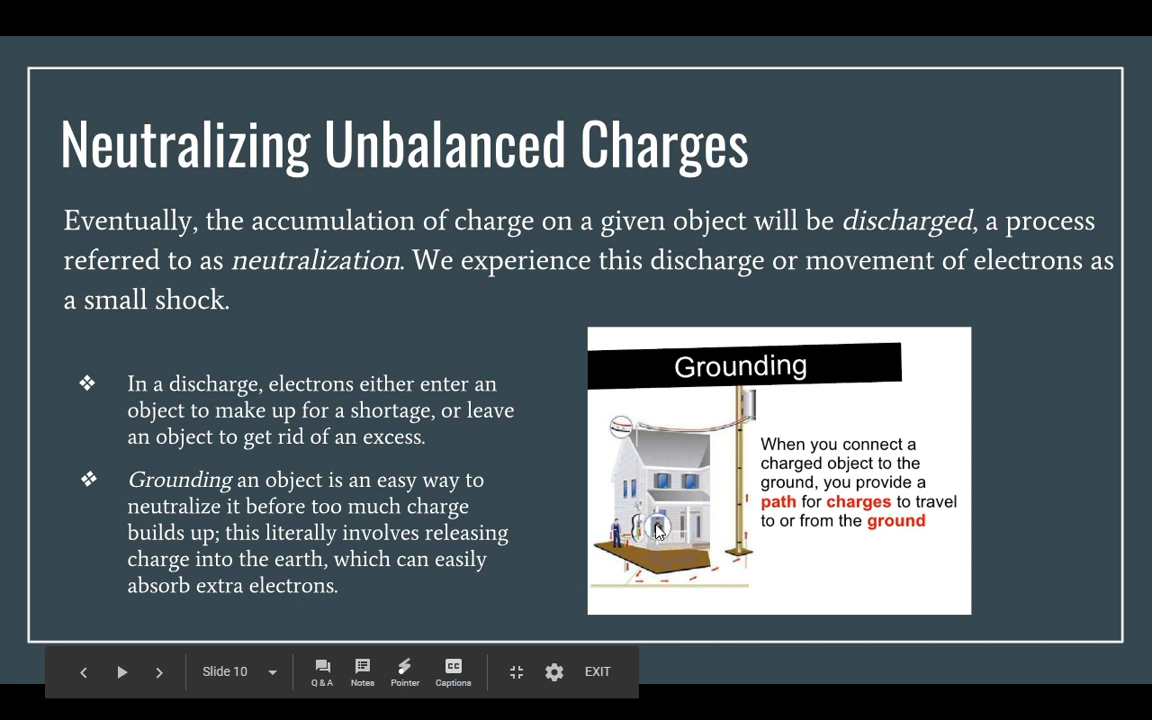 Neutralizing Unbalanced Charges
Eventually, the accumulation of charge on a given object will be discharged, a process
referred to as neutralization. We experience this discharge or movement of electrons as
a small shock.
❖ In a discharge, electrons either enter an
object to make up for a shortage, or leave
an object to get rid of an excess.
❖ Grounding an object is an easy way to
neutralize it before too much charge
builds up; this literally involves releasing
charge into the earth, which can easily
absorb extra electrons.
Grounding
When you connect a
charged object to the
ground, you provide a
path for charges to travel
to or from the ground
Slide 10
Q & A
Notes
Pointer
CC
Captions
EXIT